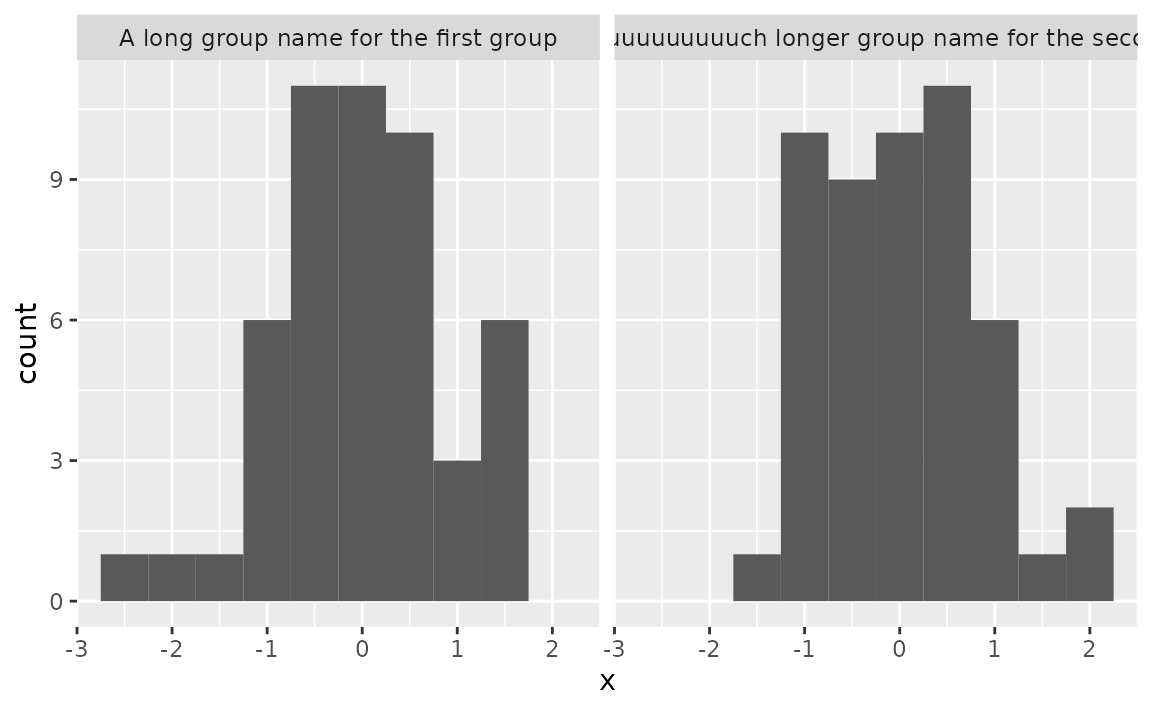 A long group name for the first group
uuuuuuuuuch longer group name for the seco
9
6
3
0
count
-3 -2 -1 0 1 2
-3 -2 -1 0 1 2
x